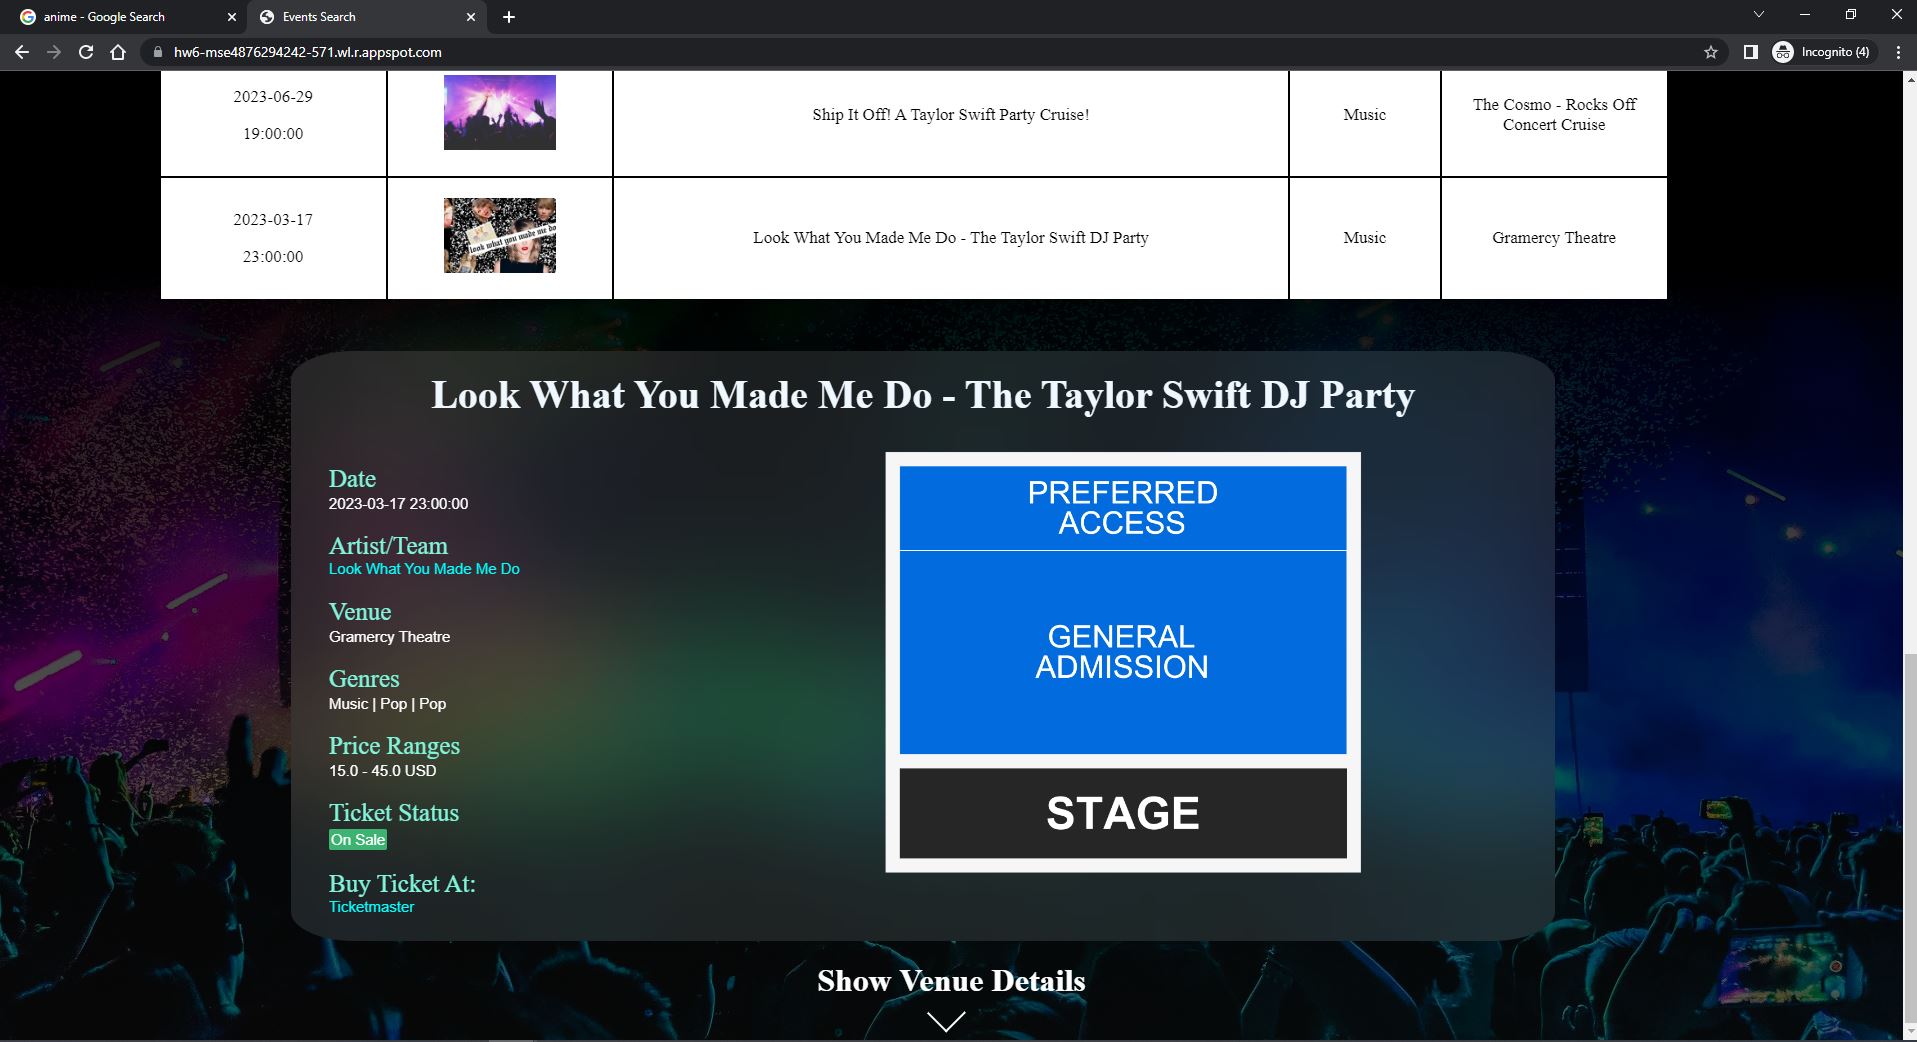 anime - Google Search
Events Search
hw6-mse4876294242-571.wl.r.appspot.com
Incognito (4)
2023-06-29
19:00:00
Ship It Off! A Taylor Swift Party Cruise!
Music
The Cosmo - Rocks Off
Concert Cruise
2023-03-17
23:00:00
look what you made me do
Look What You Made Me Do - The Taylor Swift DJ Party
Music
Gramercy Theatre
Look What You Made Me Do - The Taylor Swift DJ Party
Date
2023-03-17 23:00:00
Artist/Team
Look What You Made Me Do
Venue
Gramercy Theatre
Genres
Music | Pop | Pop
Price Ranges
15.0 - 45.0 USD
Ticket Status
On Sale
Buy Ticket At:
Ticketmaster
PREFERRED
ACCESS
GENERAL
ADMISSION
STAGE
Show Venue Details